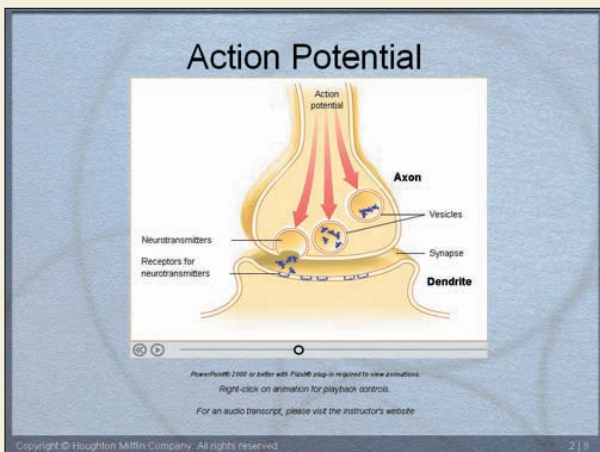 Action Potential
Action
potential
Axon
Vesicles
Neurotransmitters
Synapse
Receptors for
neurotransmitters
Dendrite
PowerPoint® 2000 or better with Flash® plug-in required to view animations.
Right-click on animation for playback controls.
For an audio transcript, please visit the instructor's website
Copyright © Houghton Mifflin Company. All rights reserved.
2 | 8